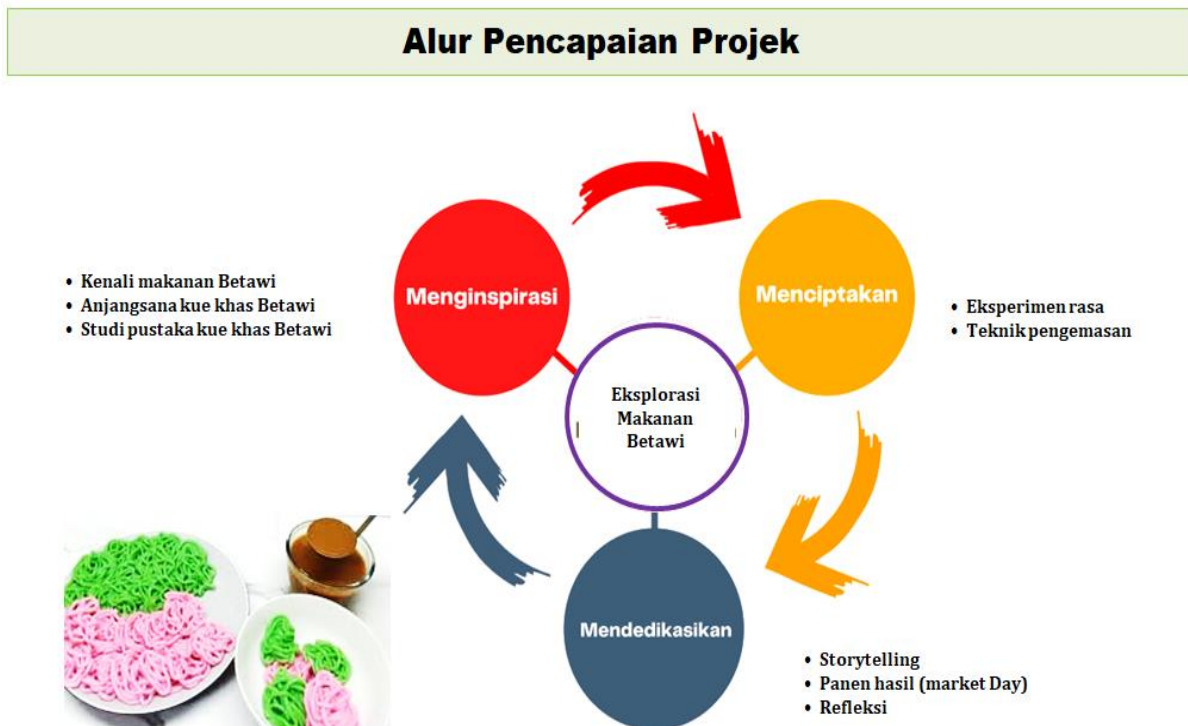 Alur Pencapaian Projek
Menginspirasi
• Kenali makanan Betawi
• Anjangsana kue khas Betawi
• Studi pustaka kue khas Betawi
Menciptakan
• Eksperimen rasa
• Teknik pengemasan
Eksplorasi
Makanan
Betawi
Mendedikasikan
• Storytelling
• Panen hasil (market Day)
• Refleksi